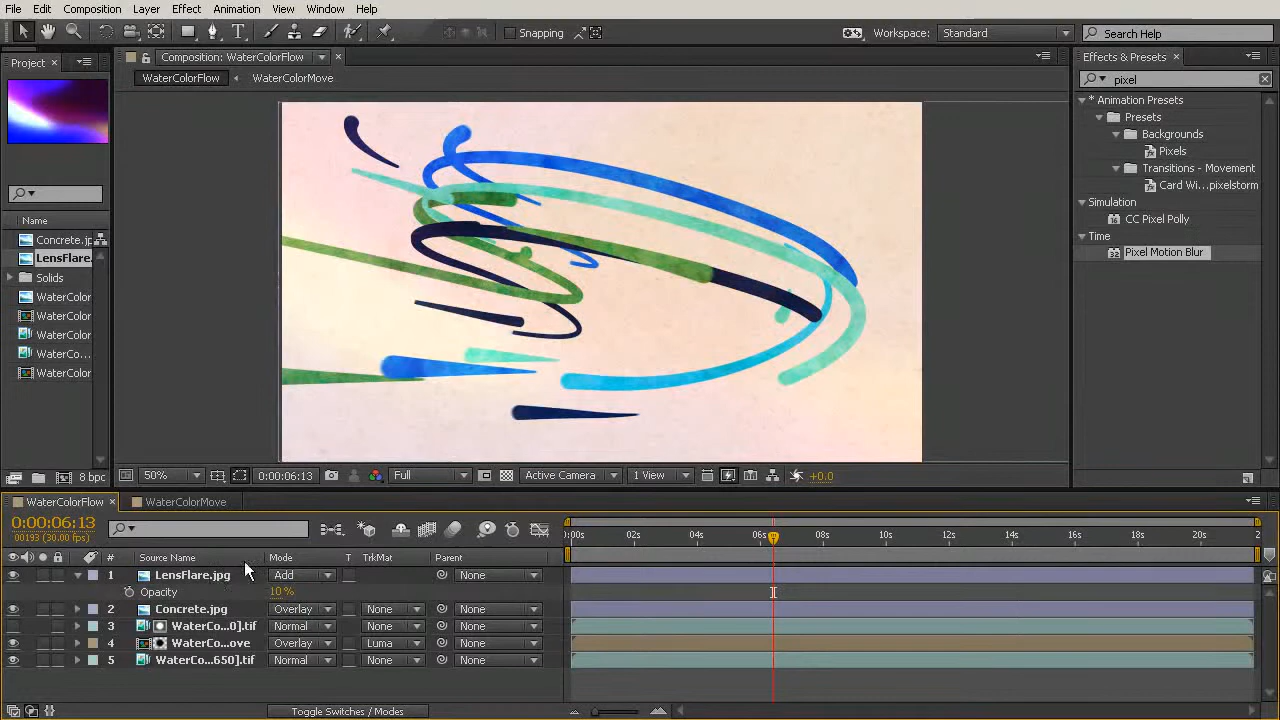 File Edit Composition Layer Effect Animation View Window Help
Snapping Workspace: Standard Search Help
Project Composition: WaterColorFlow Effects & Presets
WaterColorFlow WaterColorMove
pixel
* Animation Presets
Presets
Backgrounds
Pixels
Transitions - Movement
Card Wi...pixelstorm
Simulation
CC Pixel Polly
Time
Pixel Motion Blur
Name
Concrete.jp
LensFlare.
Solids
WaterColor
WaterColor
WaterColor
WaterCo...
WaterColor
8 bpc
50% 0:00:06:13 Full Active Camera 1 View +0.0
WaterColorFlow WaterColorMove
0:00:06:13
00193 (30.00 fps)
):00s 02s 04s 06s 08s 10s 12s 14s 16s 18s 20s 2
# Source Name Mode T TrkMat Parent
1 LensFlare.jpg Add None
Opacity 10 %
2 Concrete.jpg Overlay None None
3 WaterCo...0].tif Normal None None
4 WaterCo...ove Overlay Luma None
5 WaterCo...650].tif Normal None None
Toggle Switches / Modes